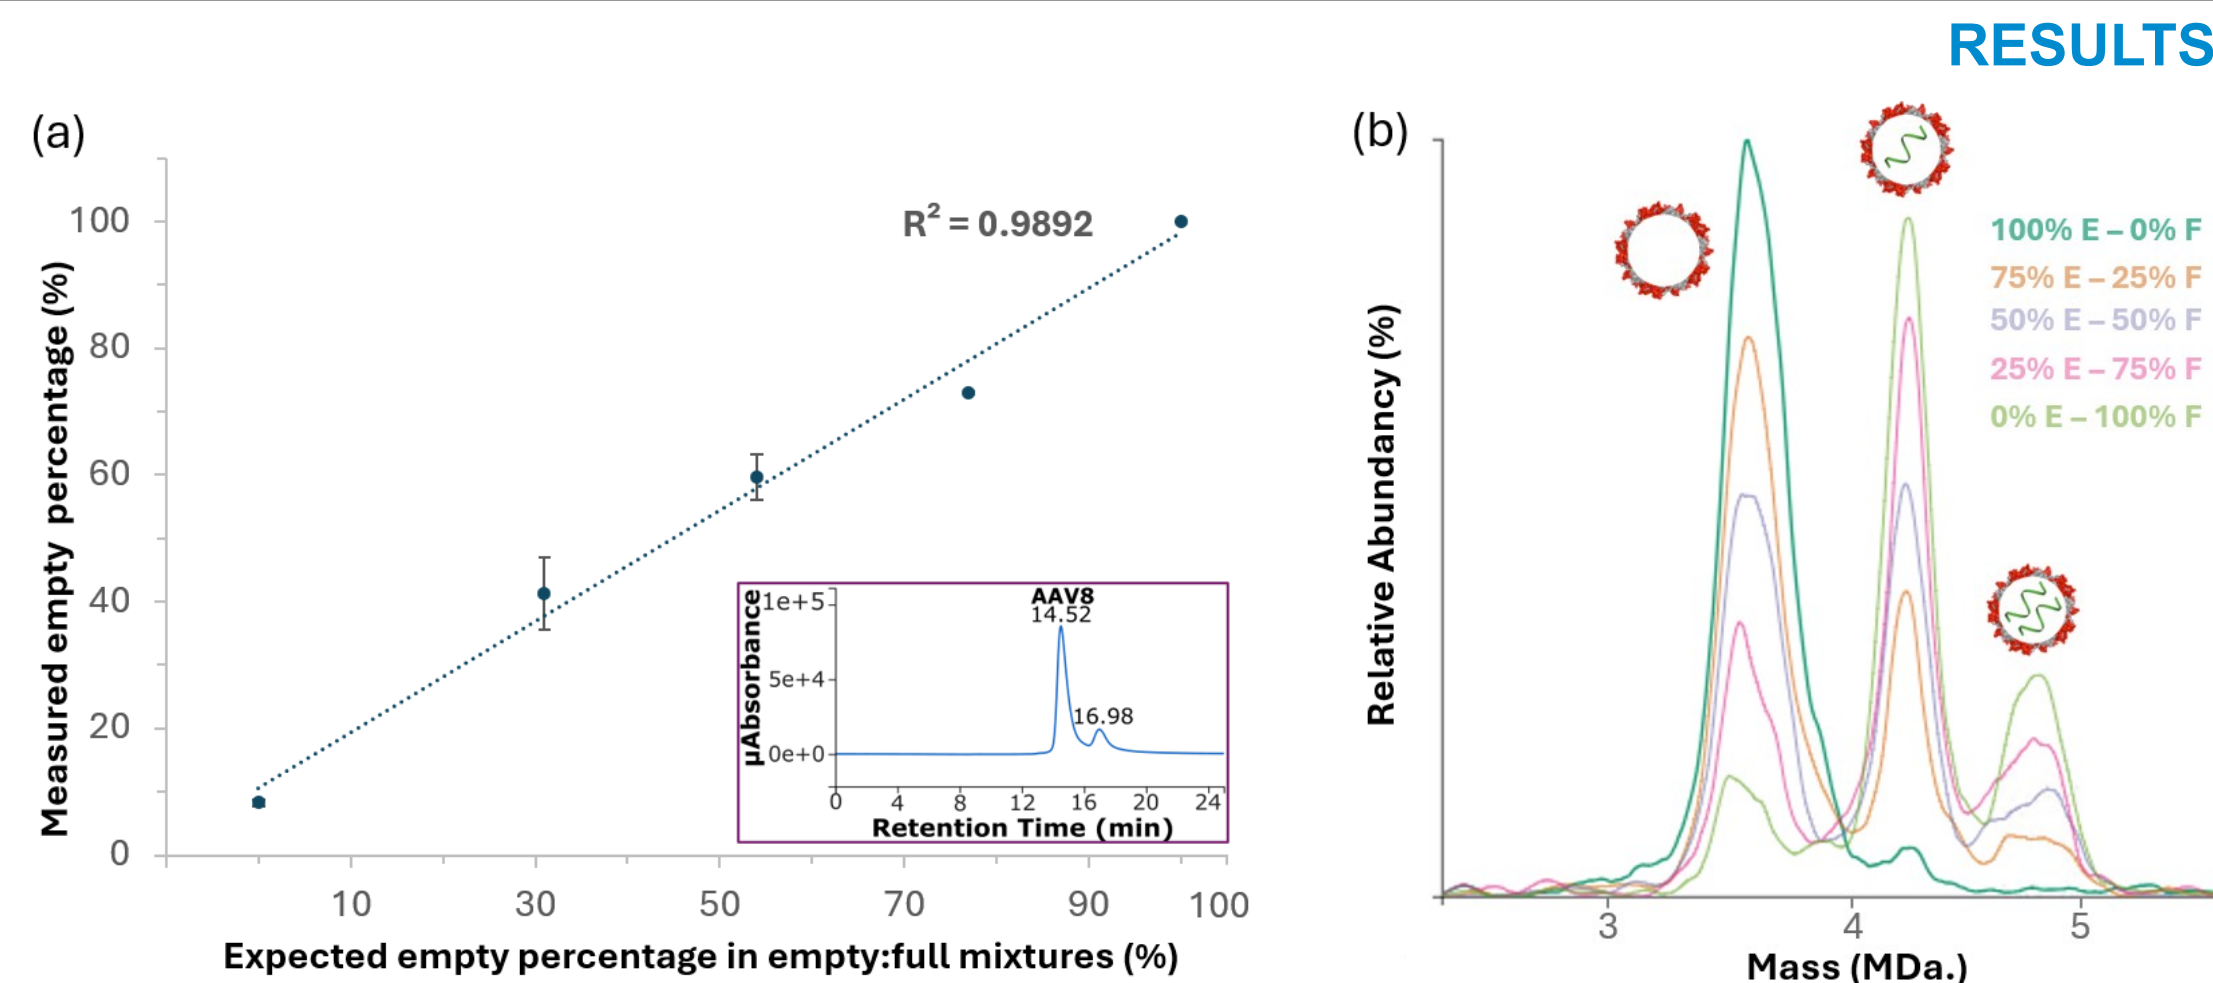 RESULTS
(a)
R² = 0.9892
Measured empty percentage (%)
100
80
60
40
20
0
10 30 50 70 90 100
Expected empty percentage in empty:full mixtures (%)
AAV8
14.52
16.98
µAbsorbance
1e+5
5e+4
0e+0
0 4 8 12 16 20 24
Retention Time (min)
(b)
Relative Abundancy (%)
100% E – 0% F
75% E – 25% F
50% E – 50% F
25% E – 75% F
0% E – 100% F
3 4 5
Mass (MDa.)